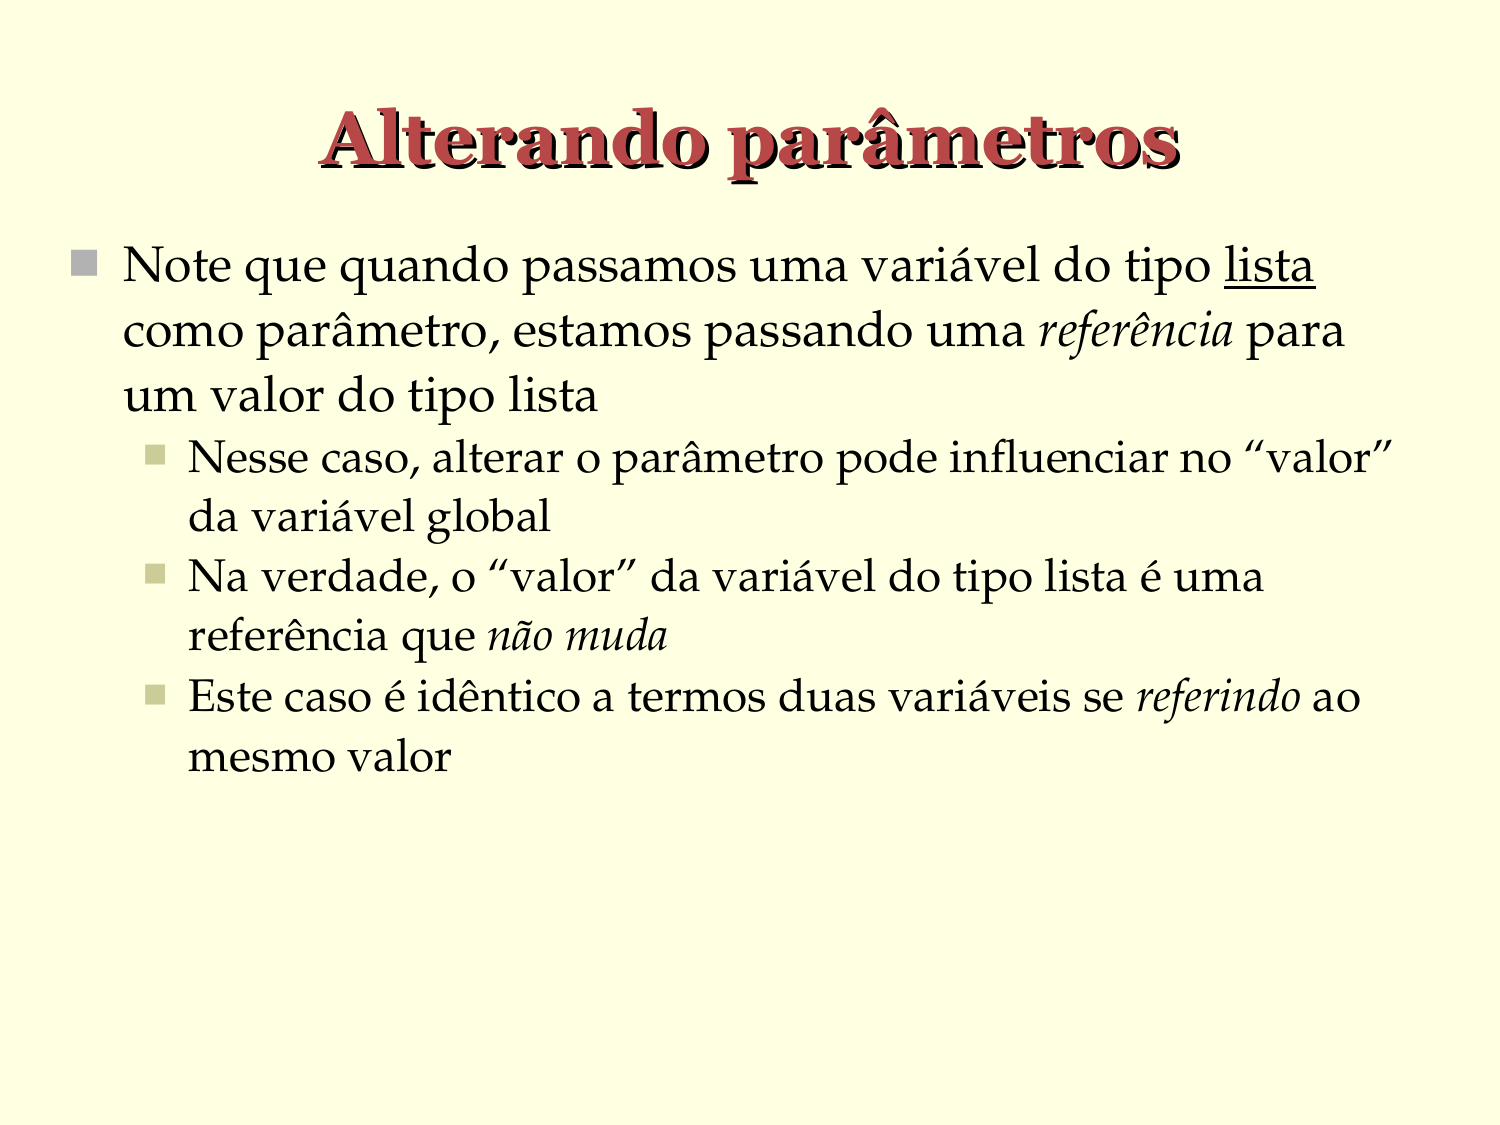 Alterando parâmetros
Note que quando passamos uma variável do tipo lista
como parâmetro, estamos passando uma referência para
um valor do tipo lista
Nesse caso, alterar o parâmetro pode influenciar no “valor”
da variável global
Na verdade, o “valor” da variável do tipo lista é uma
referência que não muda
Este caso é idêntico a termos duas variáveis se referindo ao
mesmo valor